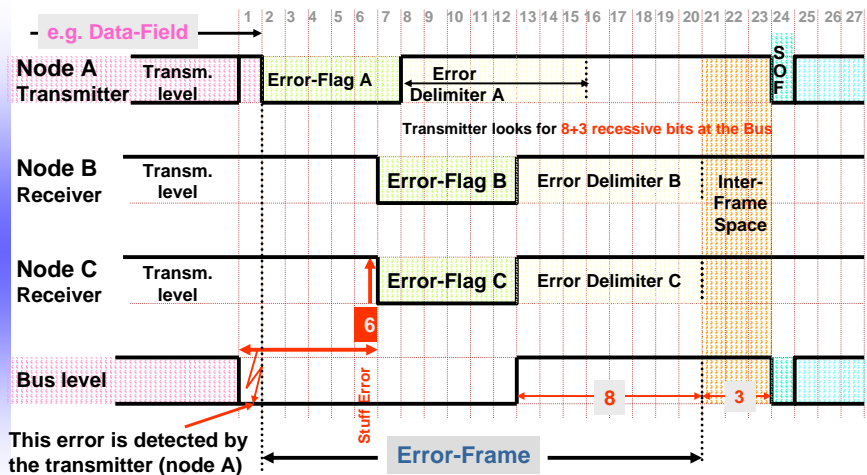 1 2 3 4 5 6 7 8 9 10 11 12 13 14 15 16 17 18 19 20 21 22 23 24 25 26 27
e.g. Data-Field
Node A
Transmitter
Transm.
level
Error-Flag A
Error
Delimiter A
SOF
Transmitter looks for 8+3 recessive bits at the Bus
Node B
Receiver
Transm.
level
Error-Flag B
Error Delimiter B
Inter-
Frame
Space
Node C
Receiver
Transm.
level
Error-Flag C
Error Delimiter C
6
Stuff Error
Bus level
8
3
This error is detected by
the transmitter (node A)
Error-Frame